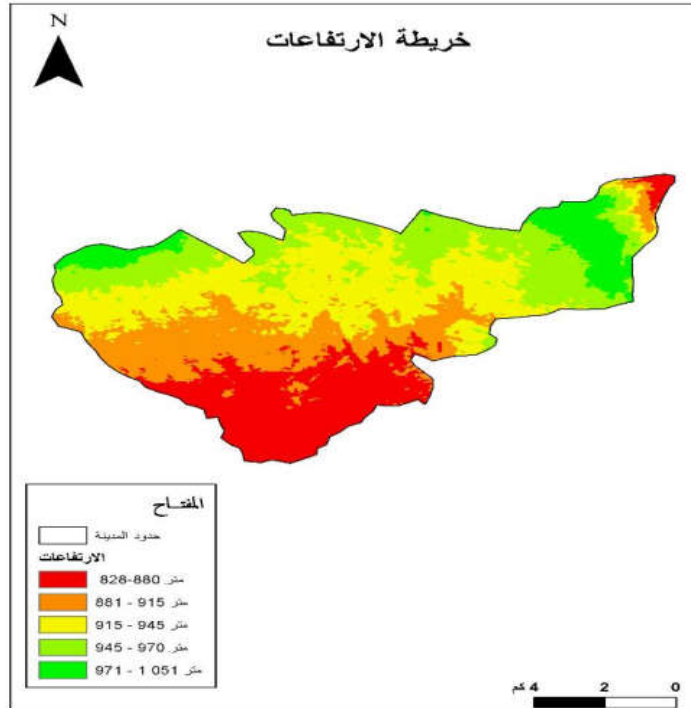 N
خريطة الارتفاعات
المفتــاح
حدود المدينة
الارتفاعات
828-880 متر
881 - 915 متر
915 - 945 متر
945 - 970 متر
971 - 1 051 متر
كم 4 2 0